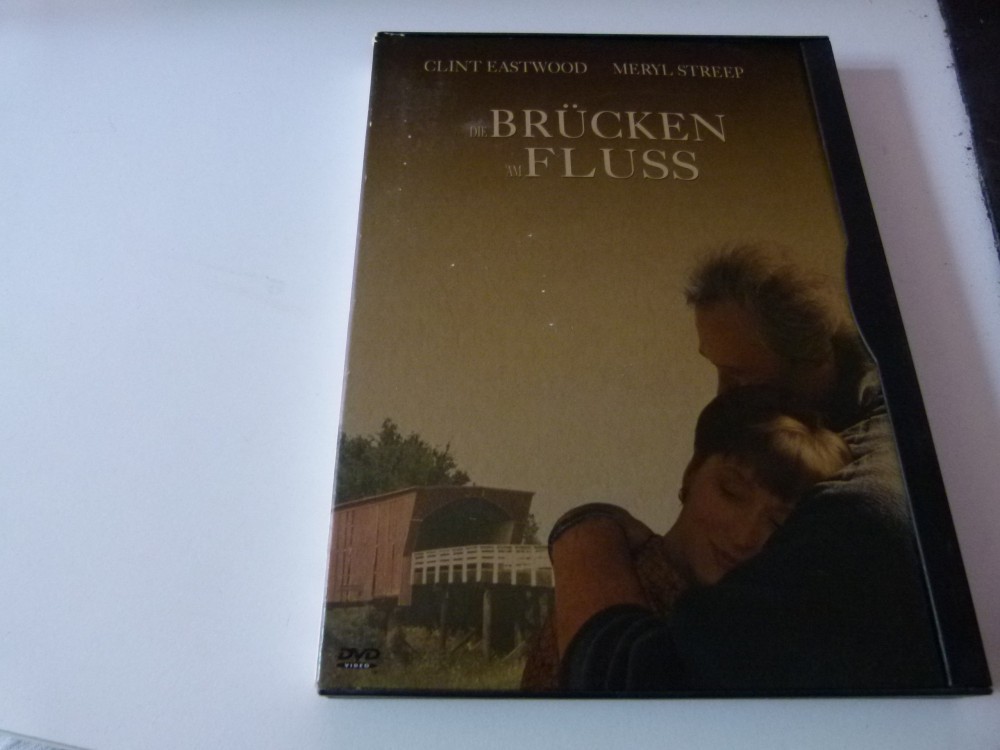 CLINT EASTWOOD MERYL STREEP
DIE BRÜCKEN
AM FLUSS
DVD
VIDEO